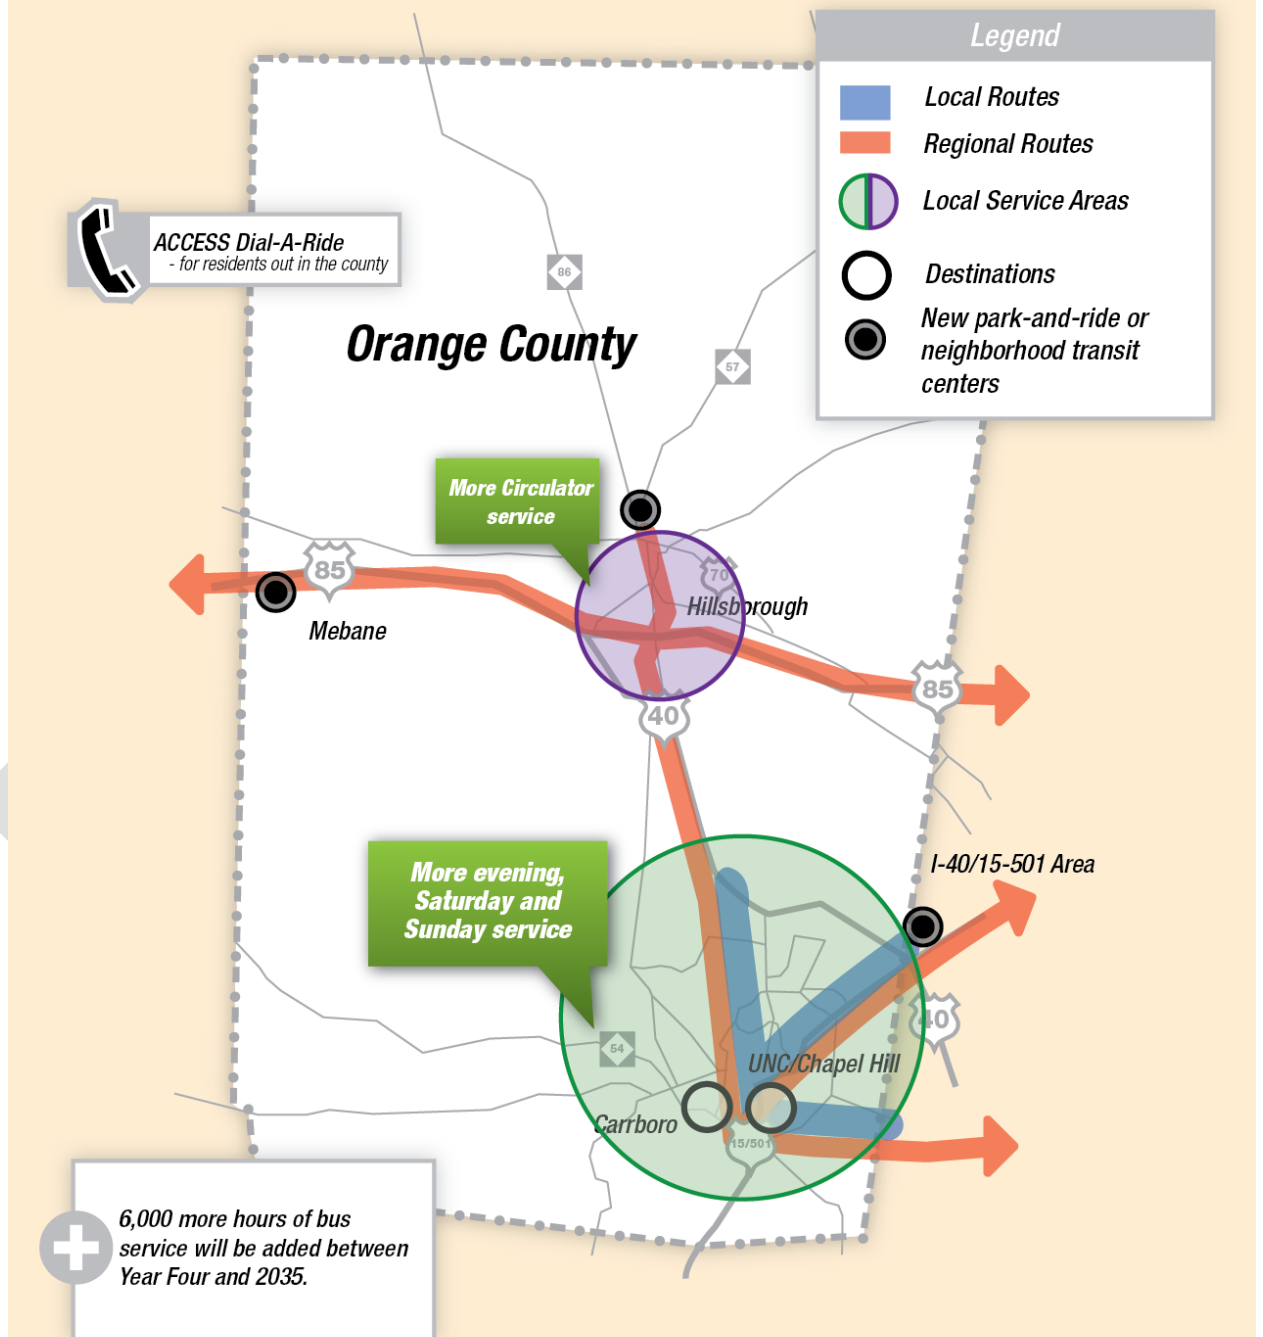 Legend
Local Routes
Regional Routes
Local Service Areas
Destinations
New park-and-ride or
neighborhood transit
centers
ACCESS Dial-A-Ride
- for residents out in the county
86
Orange County
57
More Circulator
service
85
70
Hillsborough
Mebane
85
40
More evening,
Saturday and
Sunday service
I-40/15-501 Area
40
54
UNC/Chapel Hill
Carrboro
15/501
6,000 more hours of bus
service will be added between
Year Four and 2035.